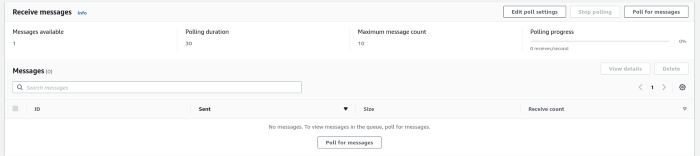 Receive messages Info
Edit poll settings
Stop polling
Poll for messages
Messages available
Polling duration
Maximum message count
Polling progress
1
30
10
0%
0 receives/second
Messages (0)
View details
Delete
Search messages
1
ID
Sent
Size
Receive count
No messages. To view messages in the queue, poll for messages.
Poll for messages